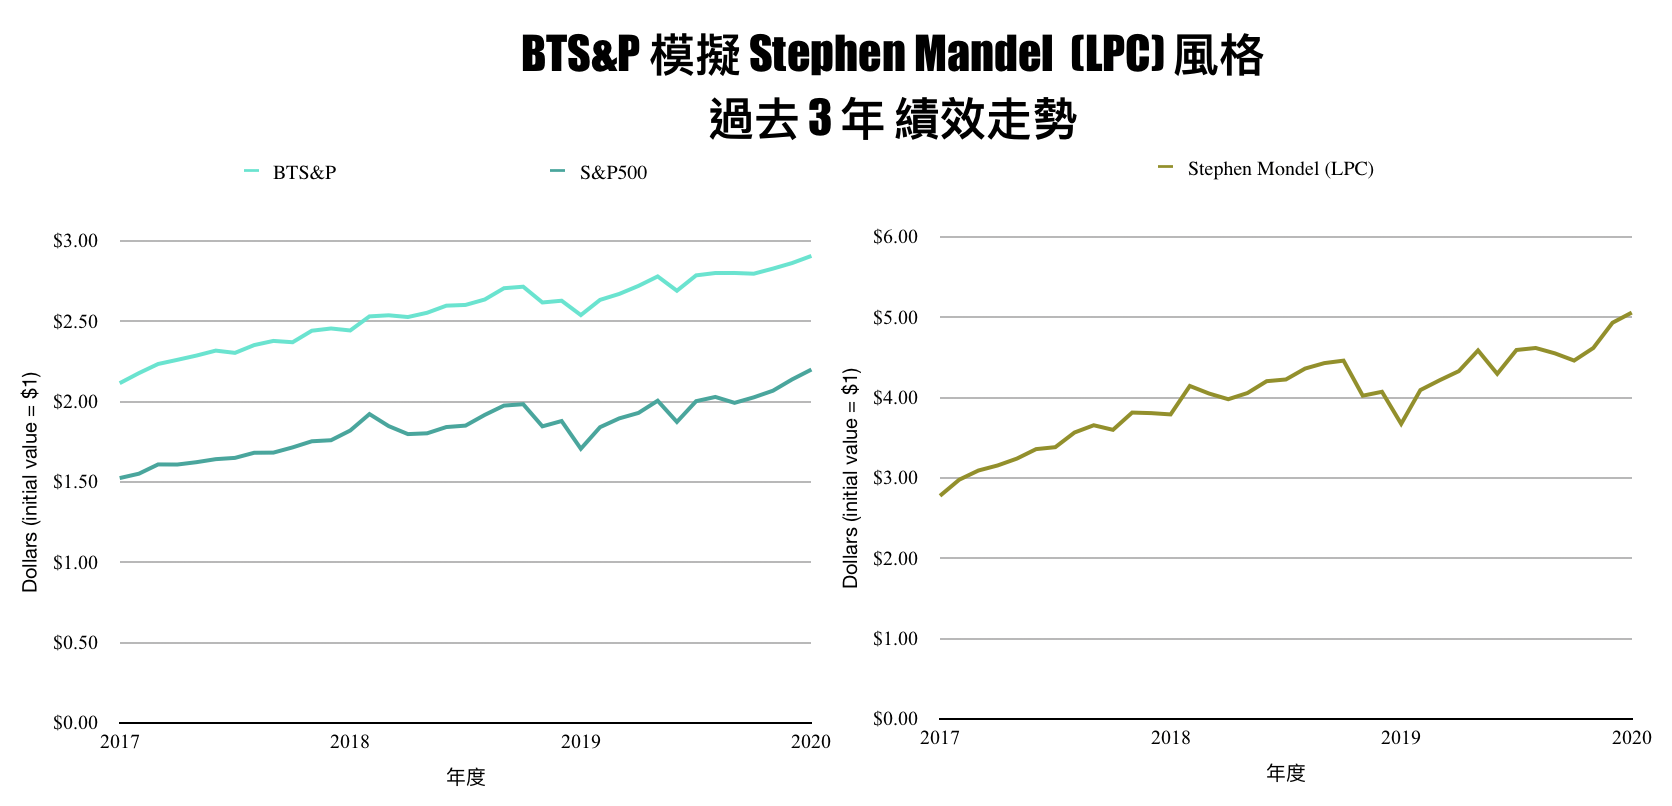 BTS&P 模擬 Stephen Mandel (LPC) 風格
過去 3 年 績效走勢
BTS&P
S&P500
$3.00
$2.50
$2.00
$1.50
$1.00
$0.50
$0.00
Dollars (initial value = $1)
2017
2018
2019
2020
年度
Stephen Mondel (LPC)
$6.00
$5.00
$4.00
$3.00
$2.00
$1.00
$0.00
Dollars (initial value = $1)
2017
2018
2019
2020
年度